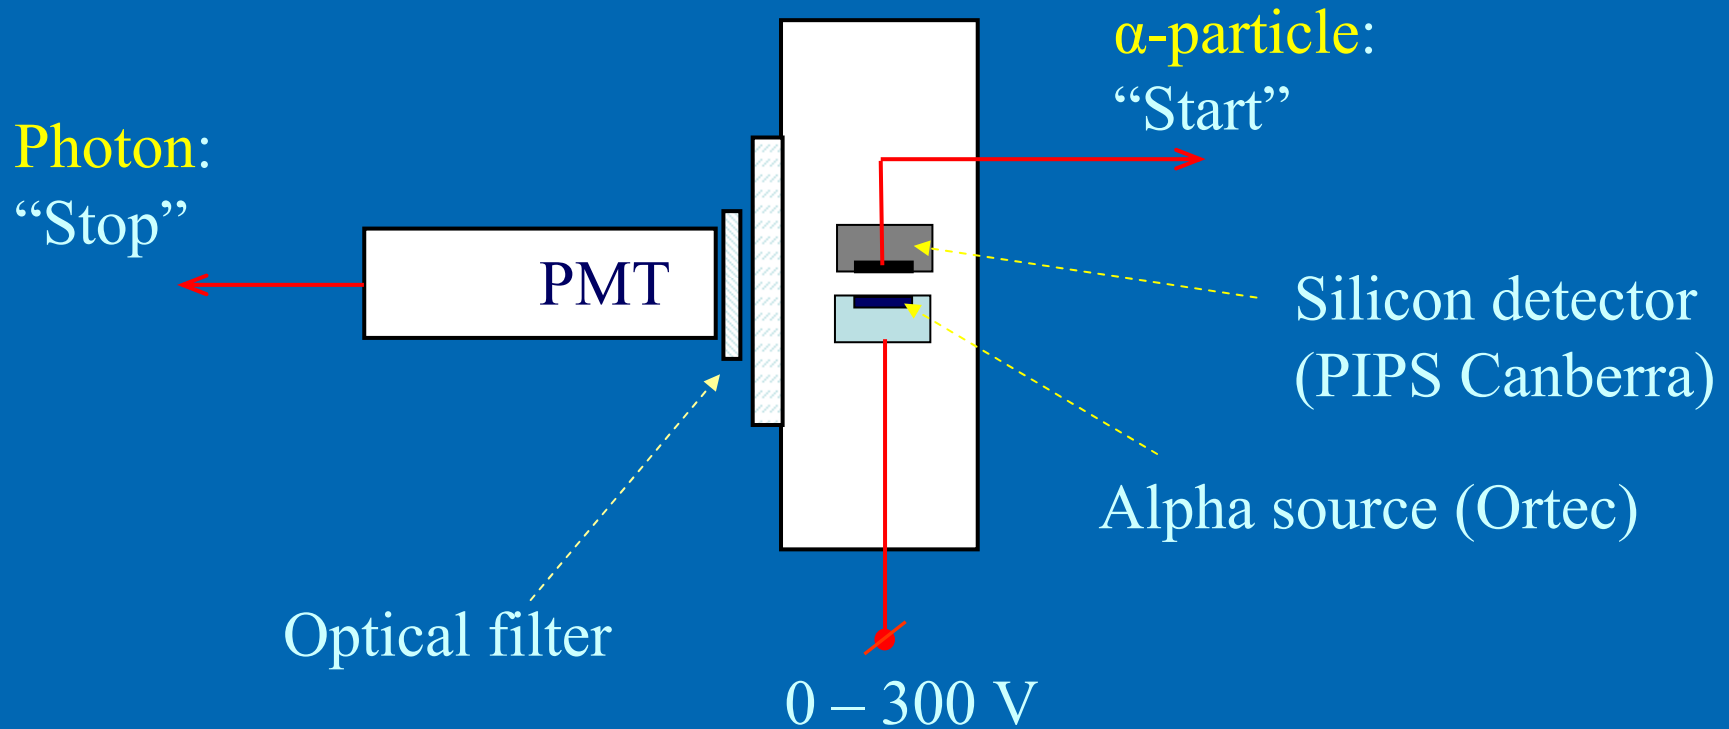 α-particle:
“Start”
Photon:
“Stop”
PMT
Silicon detector
(PIPS Canberra)
Alpha source (Ortec)
Optical filter
0 – 300 V